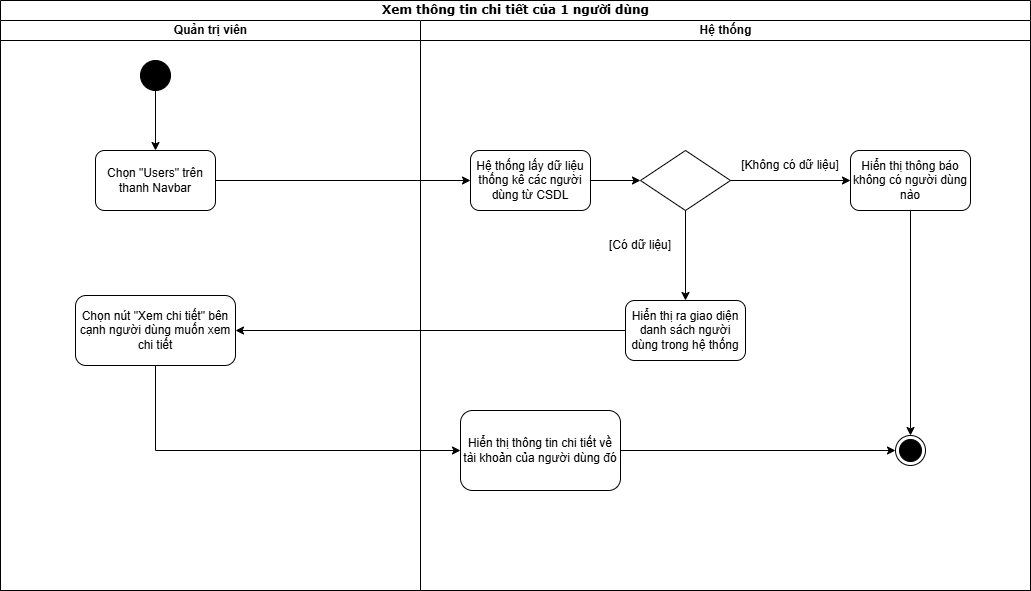 Xem thông tin chi tiết của 1 người dùng
Quản trị viên
Hệ thống
Chọn "Users" trên
thanh Navbar
Hệ thống lấy dữ liệu
thống kê các người
dùng từ CSDL
[Không có dữ liệu]
Hiển thị thông báo
không có người dùng
nào
[Có dữ liệu]
Chọn nút "Xem chi tiết" bên
cạnh người dùng muốn xem
chi tiết
Hiển thị ra giao diện
danh sách người
dùng trong hệ thống
Hiển thị thông tin chi tiết về
tài khoản của người dùng đó